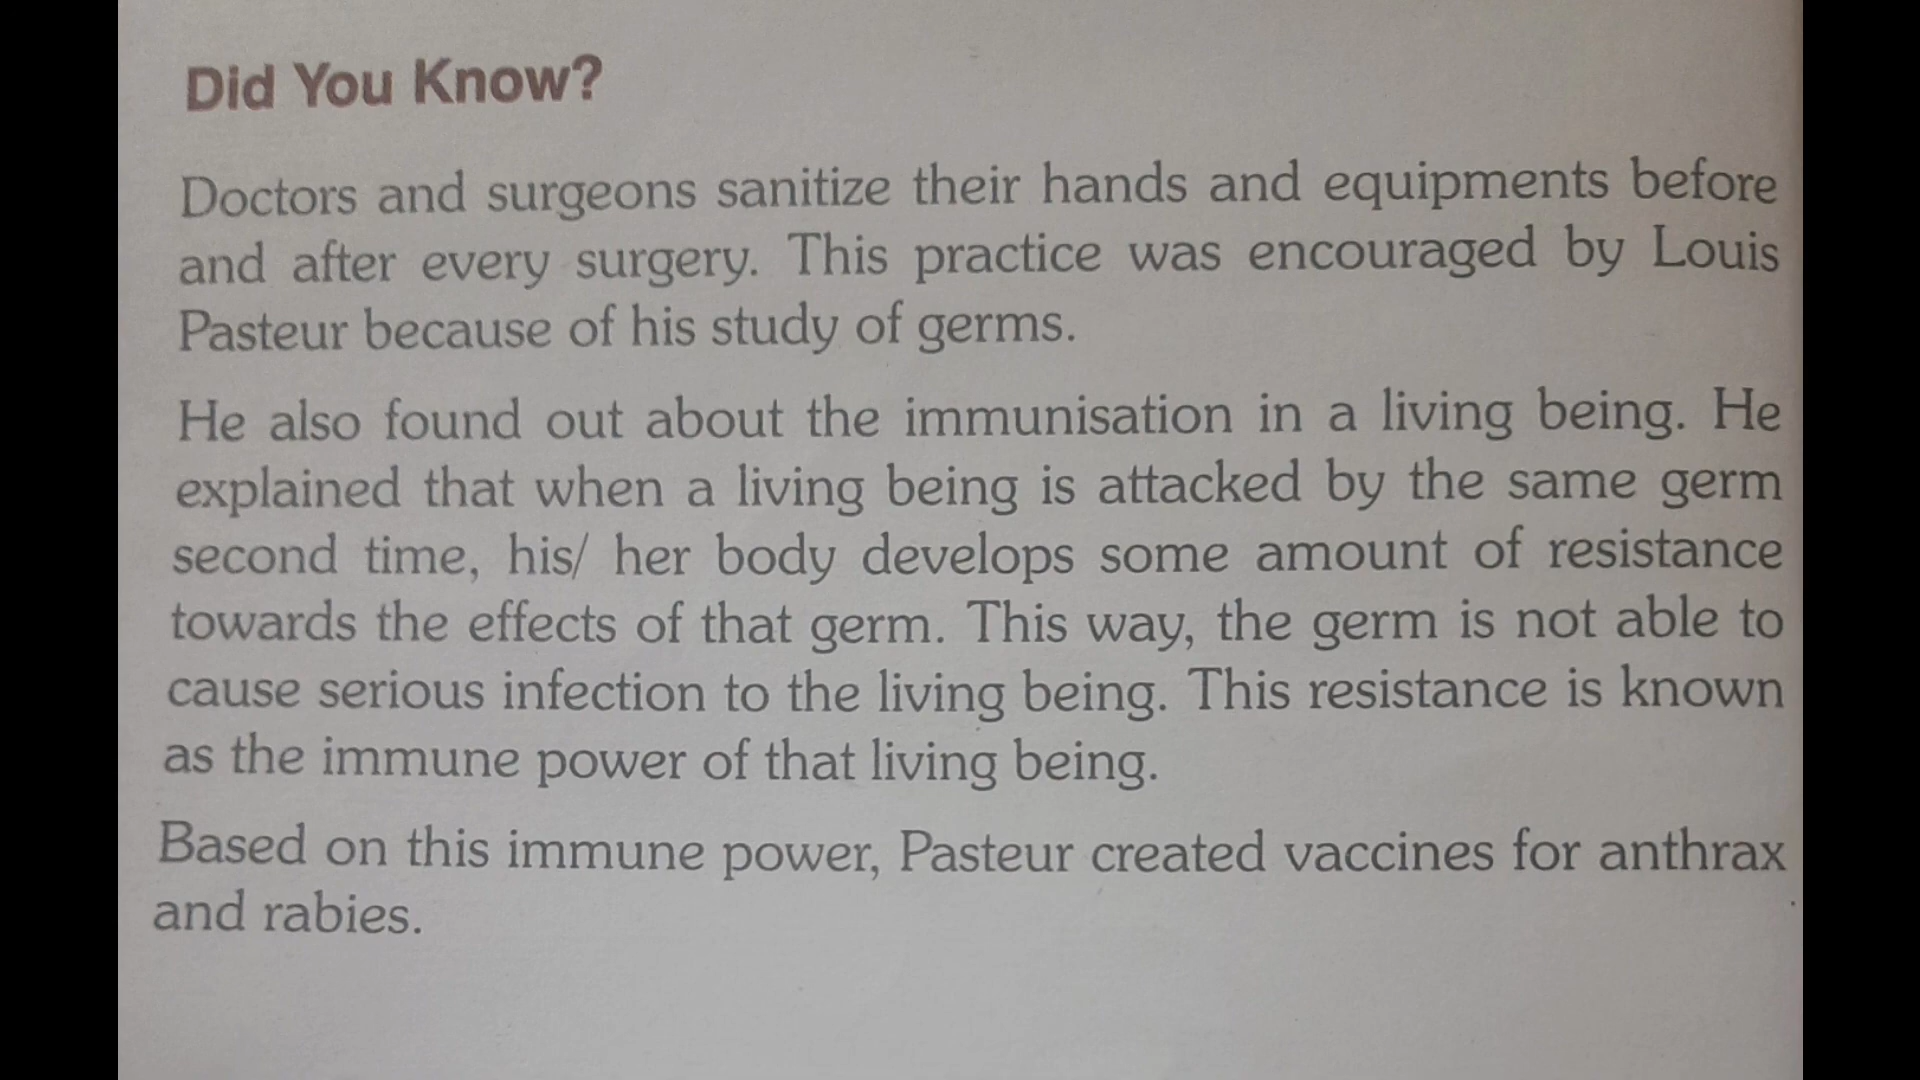 Did You Know?
Doctors and surgeons sanitize their hands and equipments before
and after every surgery. This practice was encouraged by Louis
Pasteur because of his study of germs.
He also found out about the immunisation in a living being. He
explained that when a living being is attacked by the same germ
second time, his/ her body develops some amount of resistance
towards the effects of that germ. This way, the germ is not able to
cause serious infection to the living being. This resistance is known
as the immune power of that living being.
Based on this immune power, Pasteur created vaccines for anthrax
and rabies.